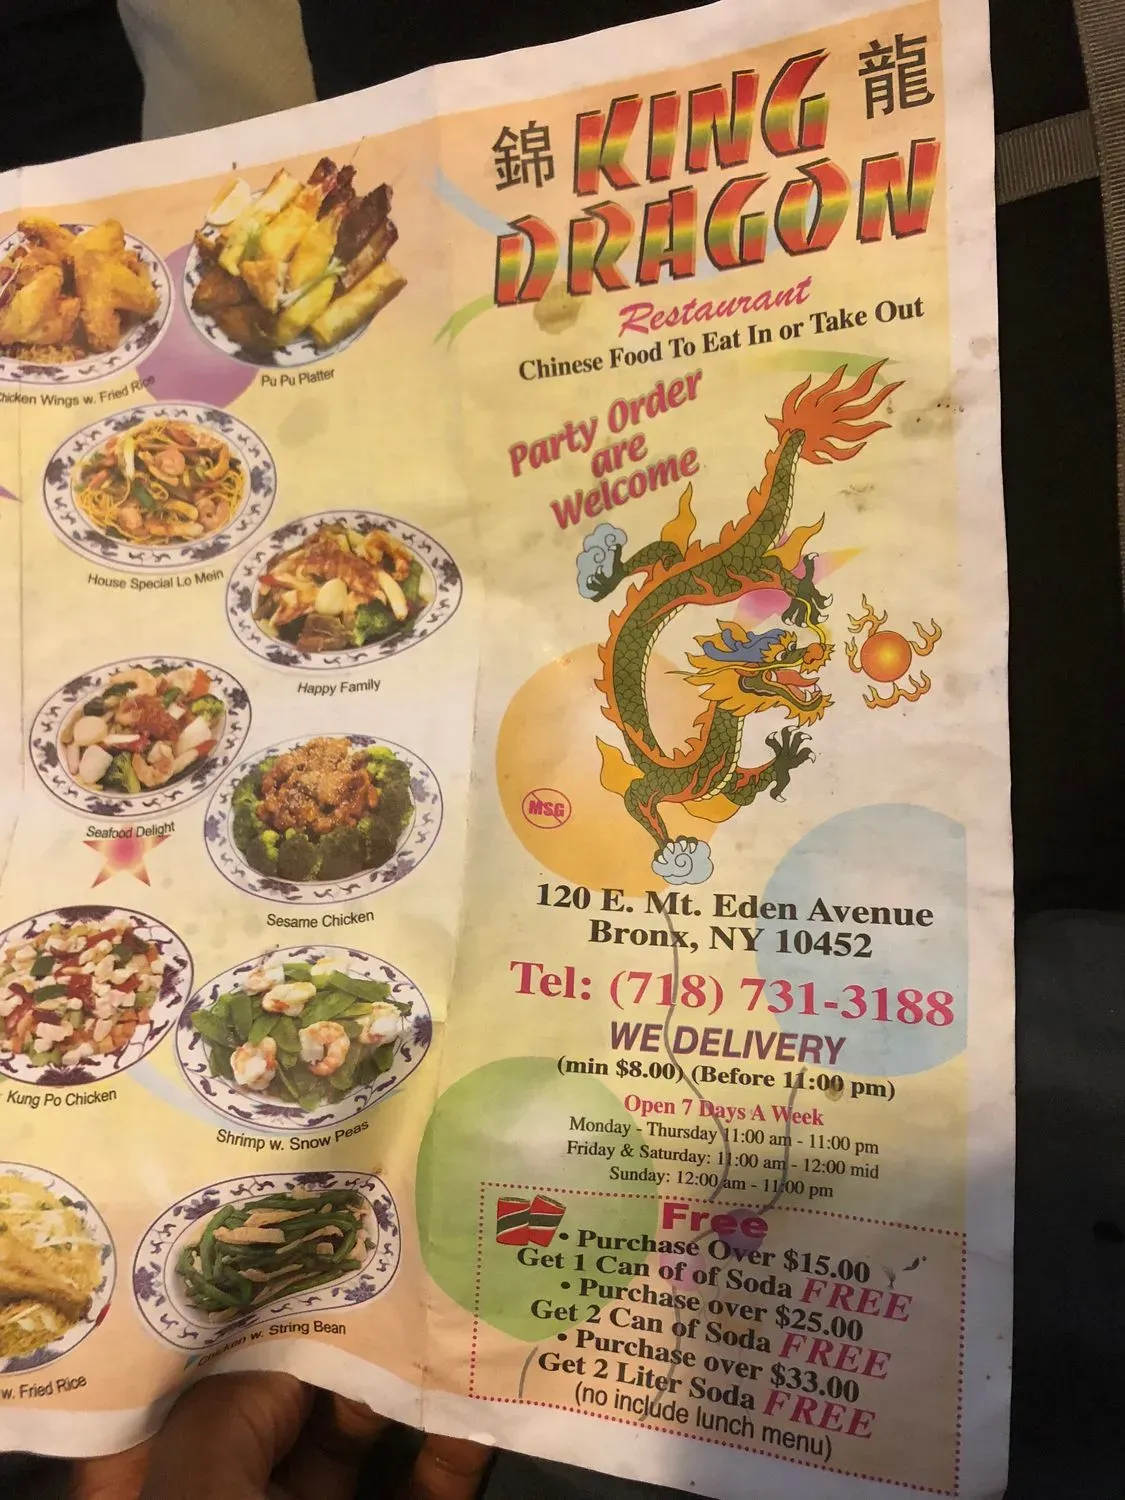 錦 KING 龍
DRAGON
Restaurant
Chinese Food To Eat In or Take Out
Party Order
are
Welcome
MSG
120 E. Mt. Eden Avenue
Bronx, NY 10452
Tel: (718) 731-3188
WE DELIVERY
(min $8.00) (Before 11:00 pm)
Open 7 Days A Week
Monday - Thursday 11:00 am - 11:00 pm
Friday & Saturday: 11:00 am - 12:00 mid
Sunday: 12:00 am - 11:00 pm
Free
• Purchase Over $15.00
Get 1 Can of of Soda FREE
• Purchase over $25.00
Get 2 Can of Soda FREE
• Purchase over $33.00
Get 2 Liter Soda FREE
(no include lunch menu)
Chicken Wings w. Fried Rice
Pu Pu Platter
House Special Lo Mein
Happy Family
Seafood Delight
Sesame Chicken
Kung Po Chicken
Shrimp w. Snow Peas
Chicken w. String Bean
w. Fried Rice